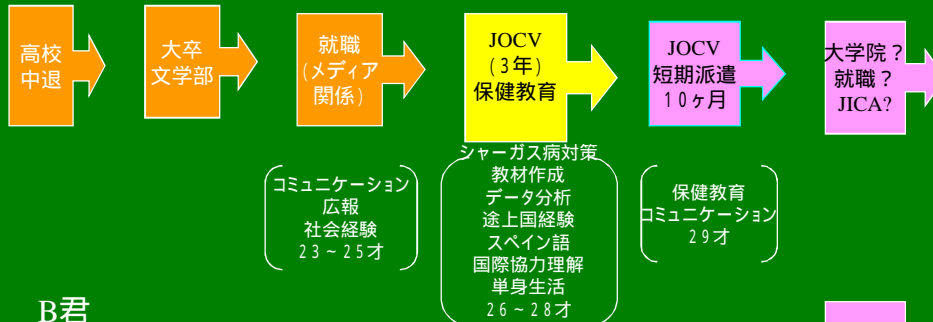 高校
中退
大卒
文学部
就職
(メディア
関係)
JOCV
(3年)
保健教育
JOCV
短期派遣
10ヶ月
大学院？
就職？
JICA?
コミュニケーション
広報
社会経験
23~25才
シャーガス病対策
教材作成
データ分析
途上国経験
スペイン語
国際協力理解
単身生活
26~28才
保健教育
コミュニケーション
29才
B君